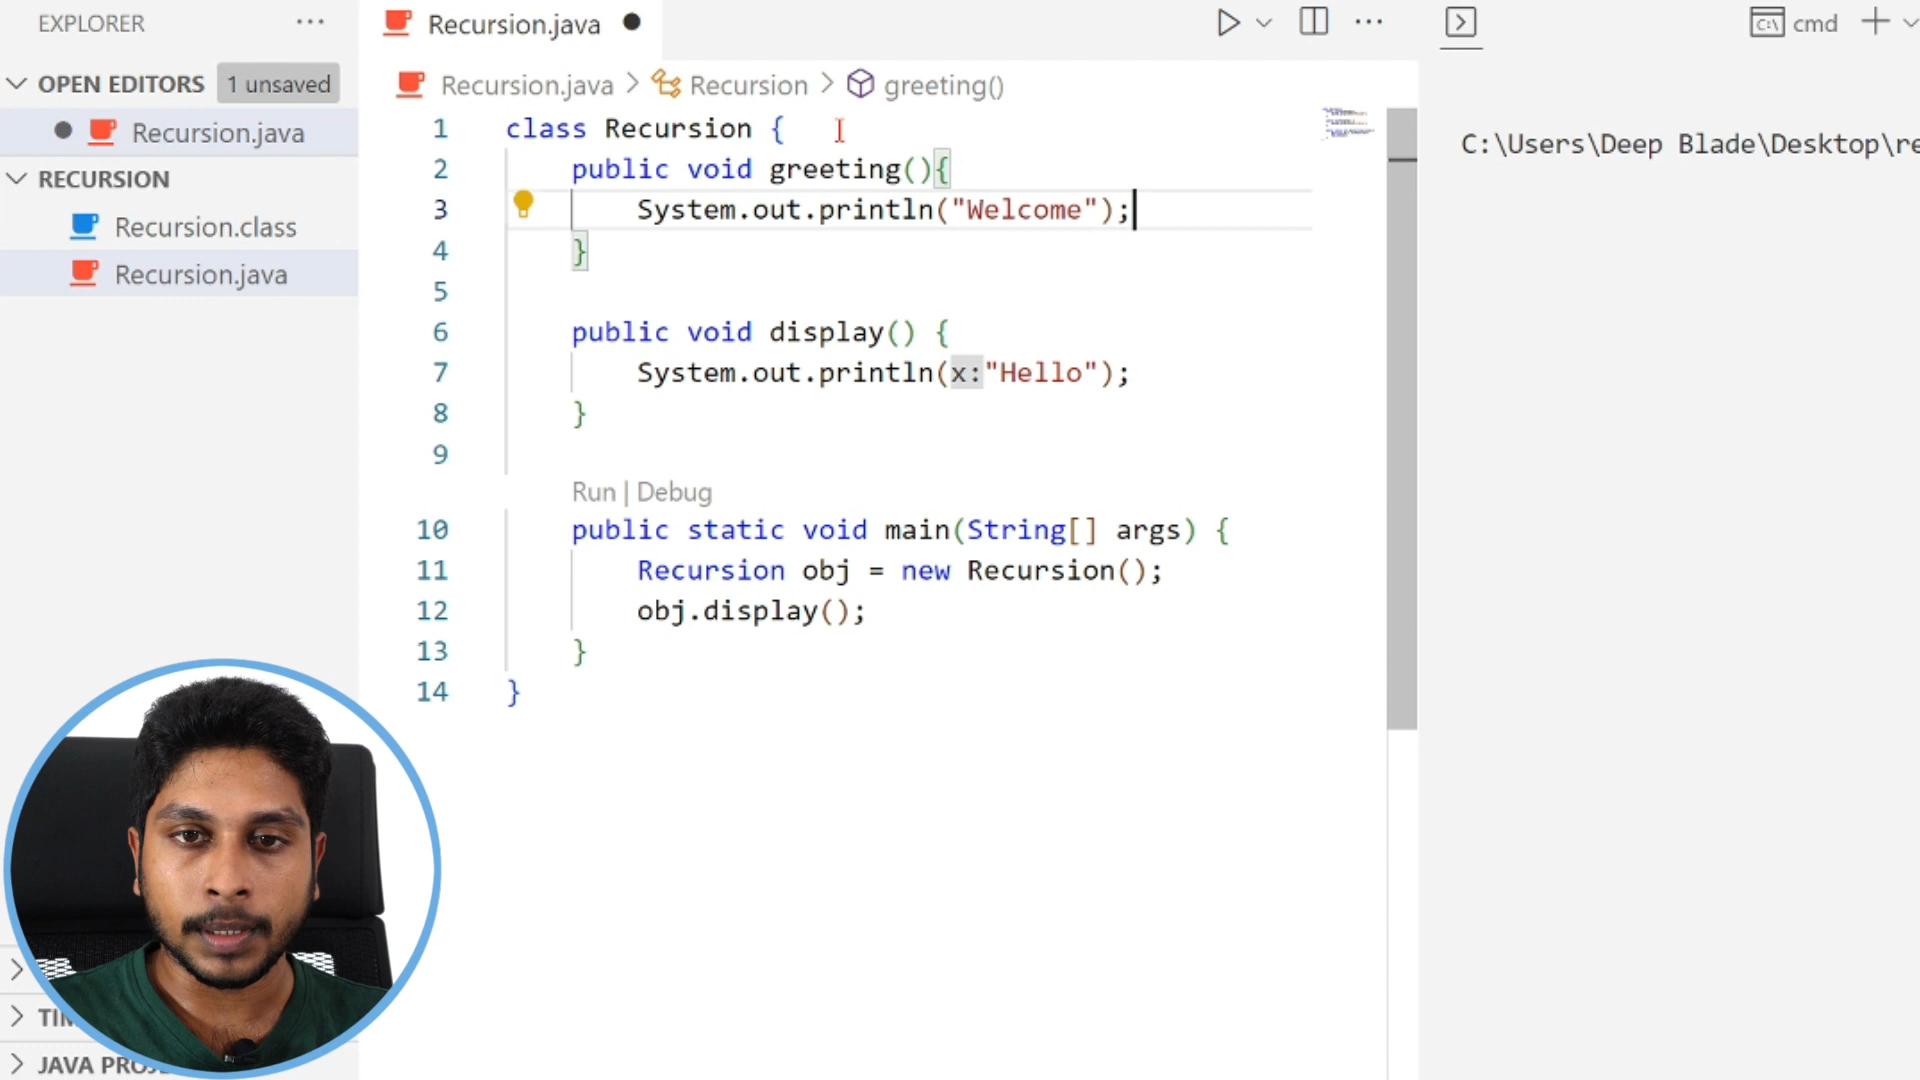 EXPLORER ...
OPEN EDITORS 1 unsaved
Recursion.java
RECURSION
Recursion.class
Recursion.java
JAVA
Recursion.java
Recursion.java > Recursion > greeting()
1 class Recursion {
2 public void greeting(){
3 System.out.println("Welcome");
4 }
5
6 public void display() {
7 System.out.println(x:"Hello");
8 }
9
Run | Debug
10 public static void main(String[] args) {
11 Recursion obj = new Recursion();
12 obj.display();
13 }
14 }
cmd
C:\Users\Deep Blade\Desktop\re